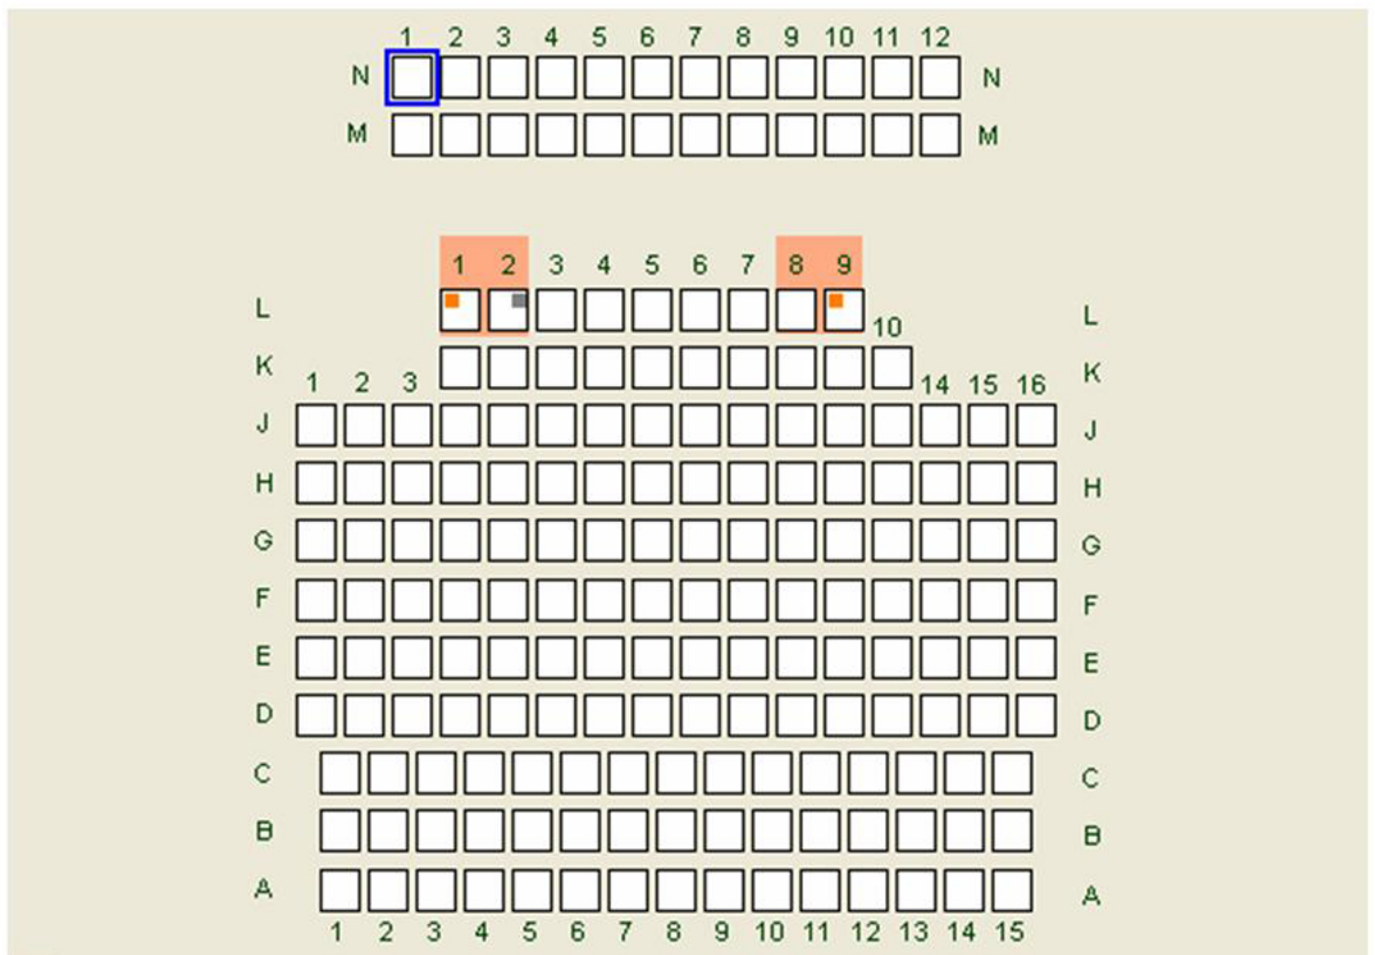 1 2 3 4 5 6 7 8 9 10 11 12
N N
M M
1 2 3 4 5 6 7 8 9
L 10 L
K 1 2 3 14 15 16 K
J J
H H
G G
F F
E E
D D
C C
B B
A A
1 2 3 4 5 6 7 8 9 10 11 12 13 14 15